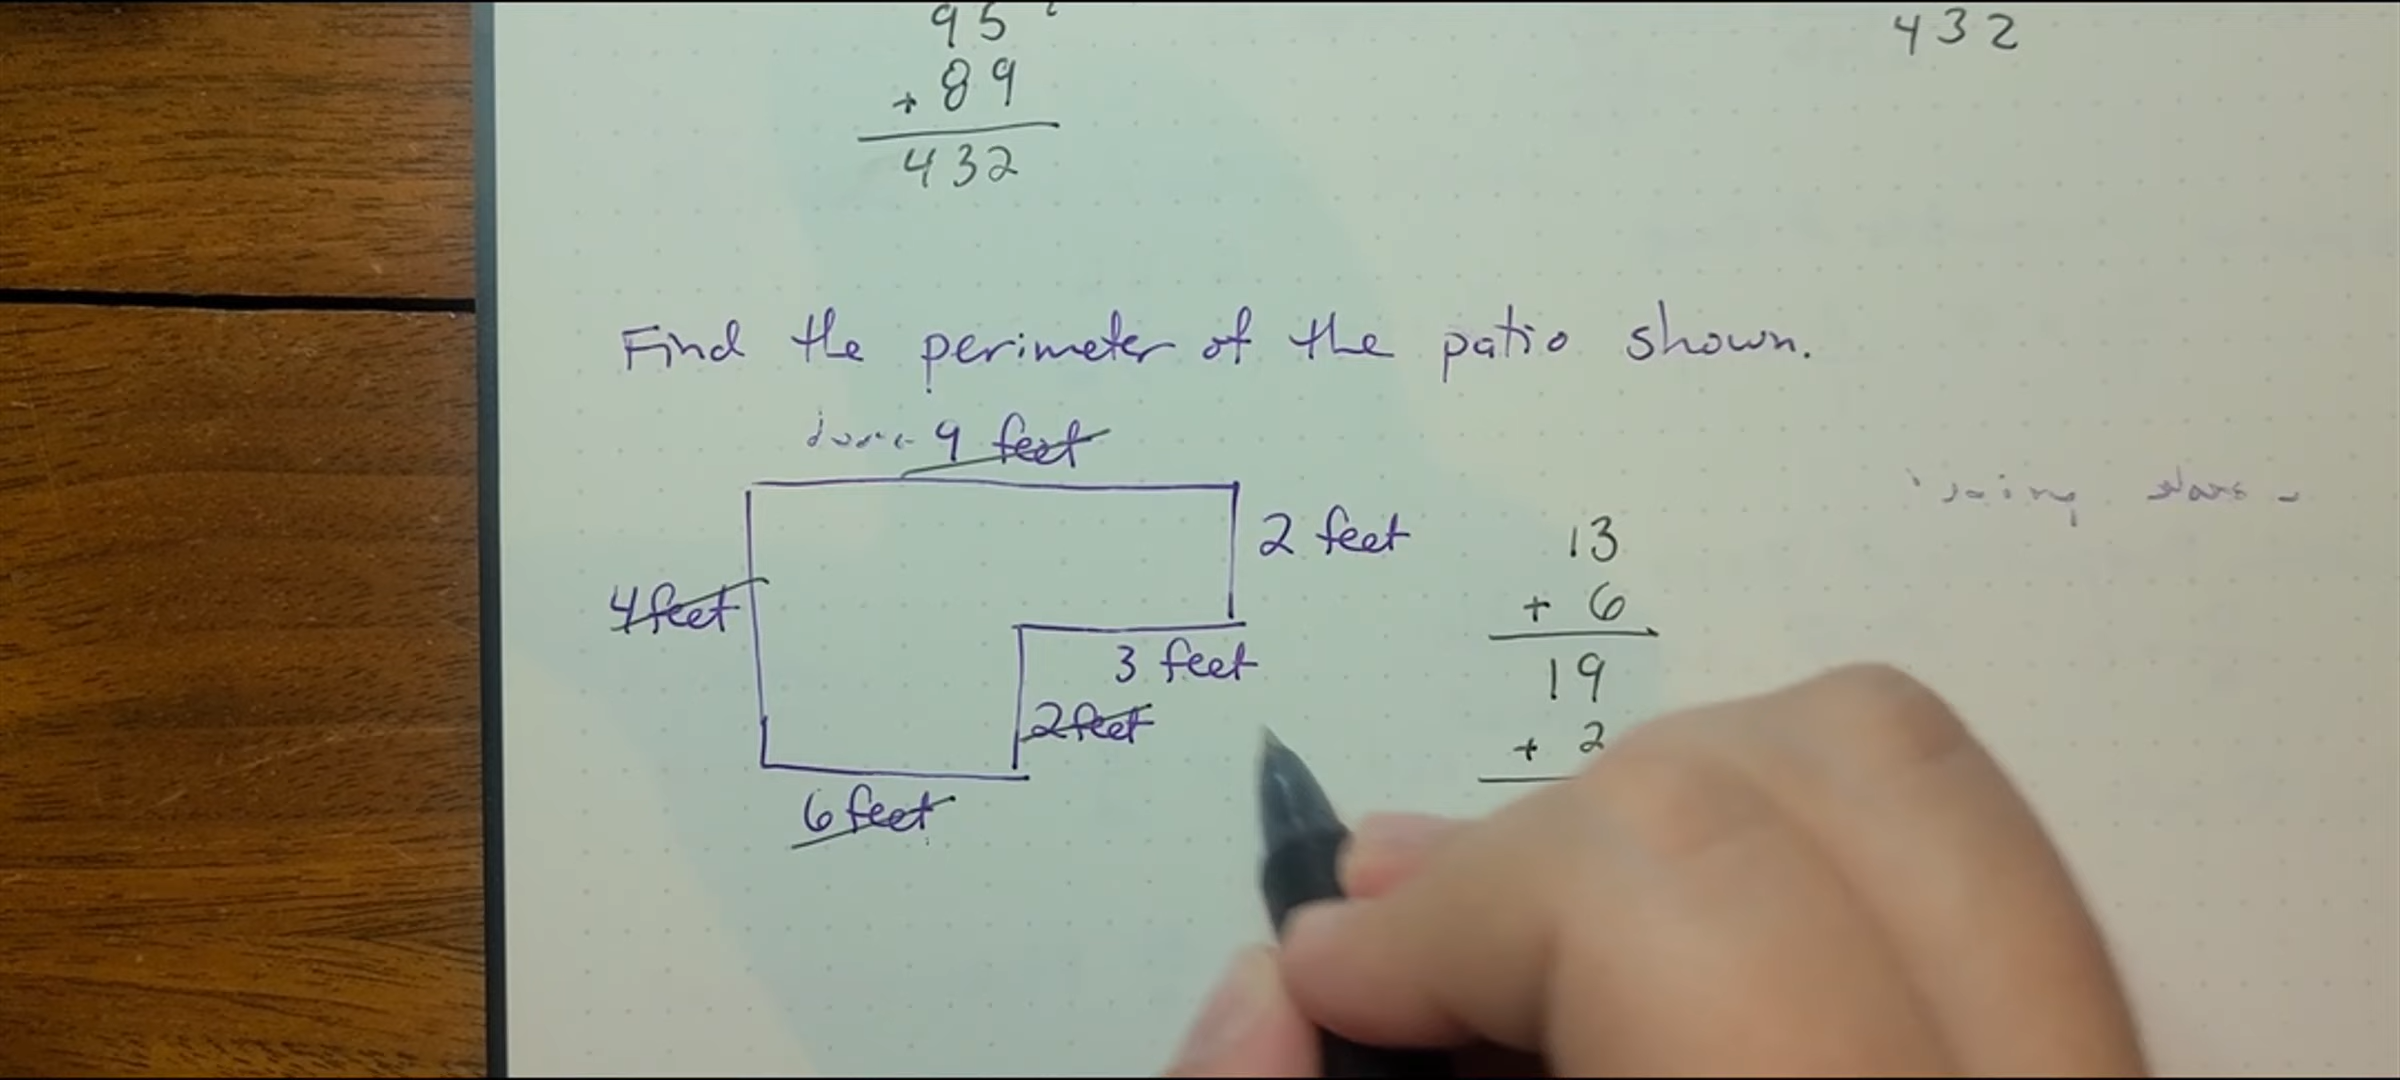 95
432
+ 89
432
Find the perimeter of the patio shown.
9 feet
2 feet
4 feet
3 feet
2 feet
6 feet
13
+ 6
19
+ 2